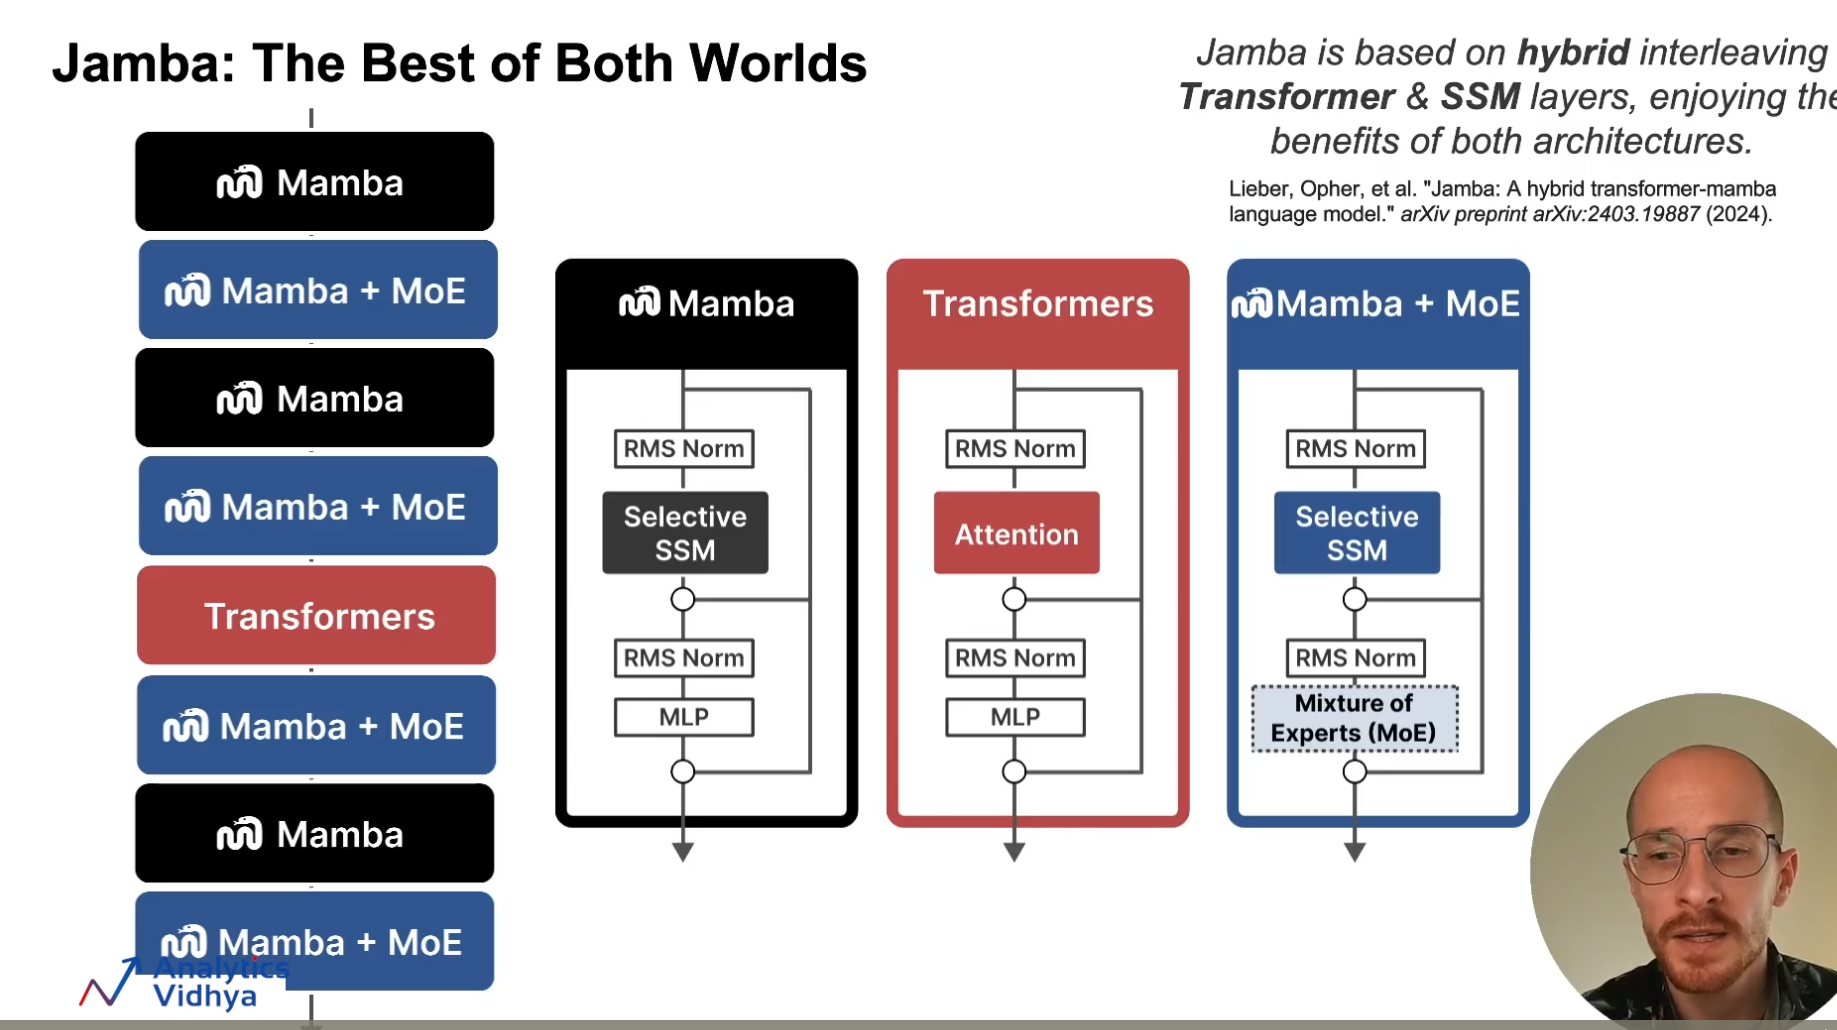 Jamba: The Best of Both Worlds
Jamba is based on hybrid interleaving
Transformer & SSM layers, enjoying the
benefits of both architectures.
Lieber, Opher, et al. "Jamba: A hybrid transformer-mamba
language model." arXiv preprint arXiv:2403.19887 (2024).
Mamba
Mamba + MoE
Mamba
Mamba + MoE
Transformers
Mamba + MoE
Mamba
Mamba + MoE
Mamba
RMS Norm
Selective
SSM
RMS Norm
MLP
Transformers
RMS Norm
Attention
RMS Norm
MLP
Mamba + MoE
RMS Norm
Selective
SSM
RMS Norm
Mixture of
Experts (MoE)
Analytics
Vidhya